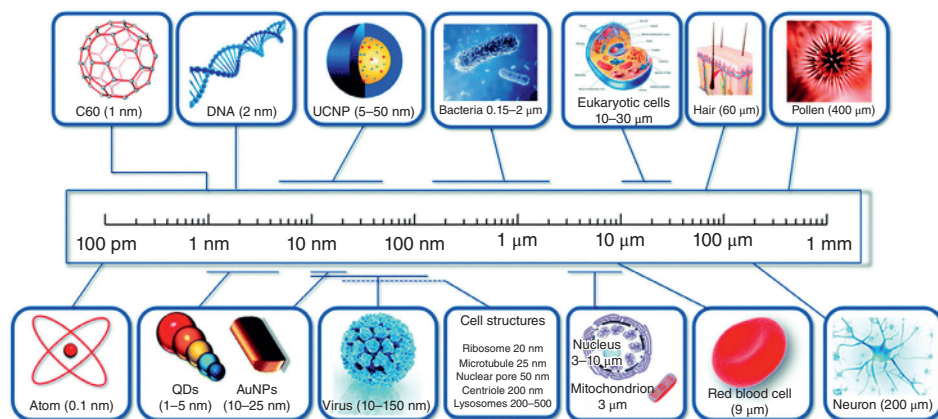 C60 (1 nm)
DNA (2 nm)
UCNP (5–50 nm)
Bacteria 0.15–2 μm
Eukaryotic cells
10–30 μm
Hair (60 μm)
Pollen (400 μm)
100 pm
1 nm
10 nm
100 nm
1 μm
10 μm
100 μm
1 mm
Atom (0.1 nm)
QDs
(1–5 nm)
AuNPs
(10–25 nm)
Virus (10–150 nm)
Cell structures
Ribosome 20 nm
Microtubule 25 nm
Nuclear pore 50 nm
Centriole 200 nm
Lysosomes 200–500
Nucleus
3–10 μm
Mitochondrion
3 μm
Red blood cell
(9 μm)
Neuron (200 μm)